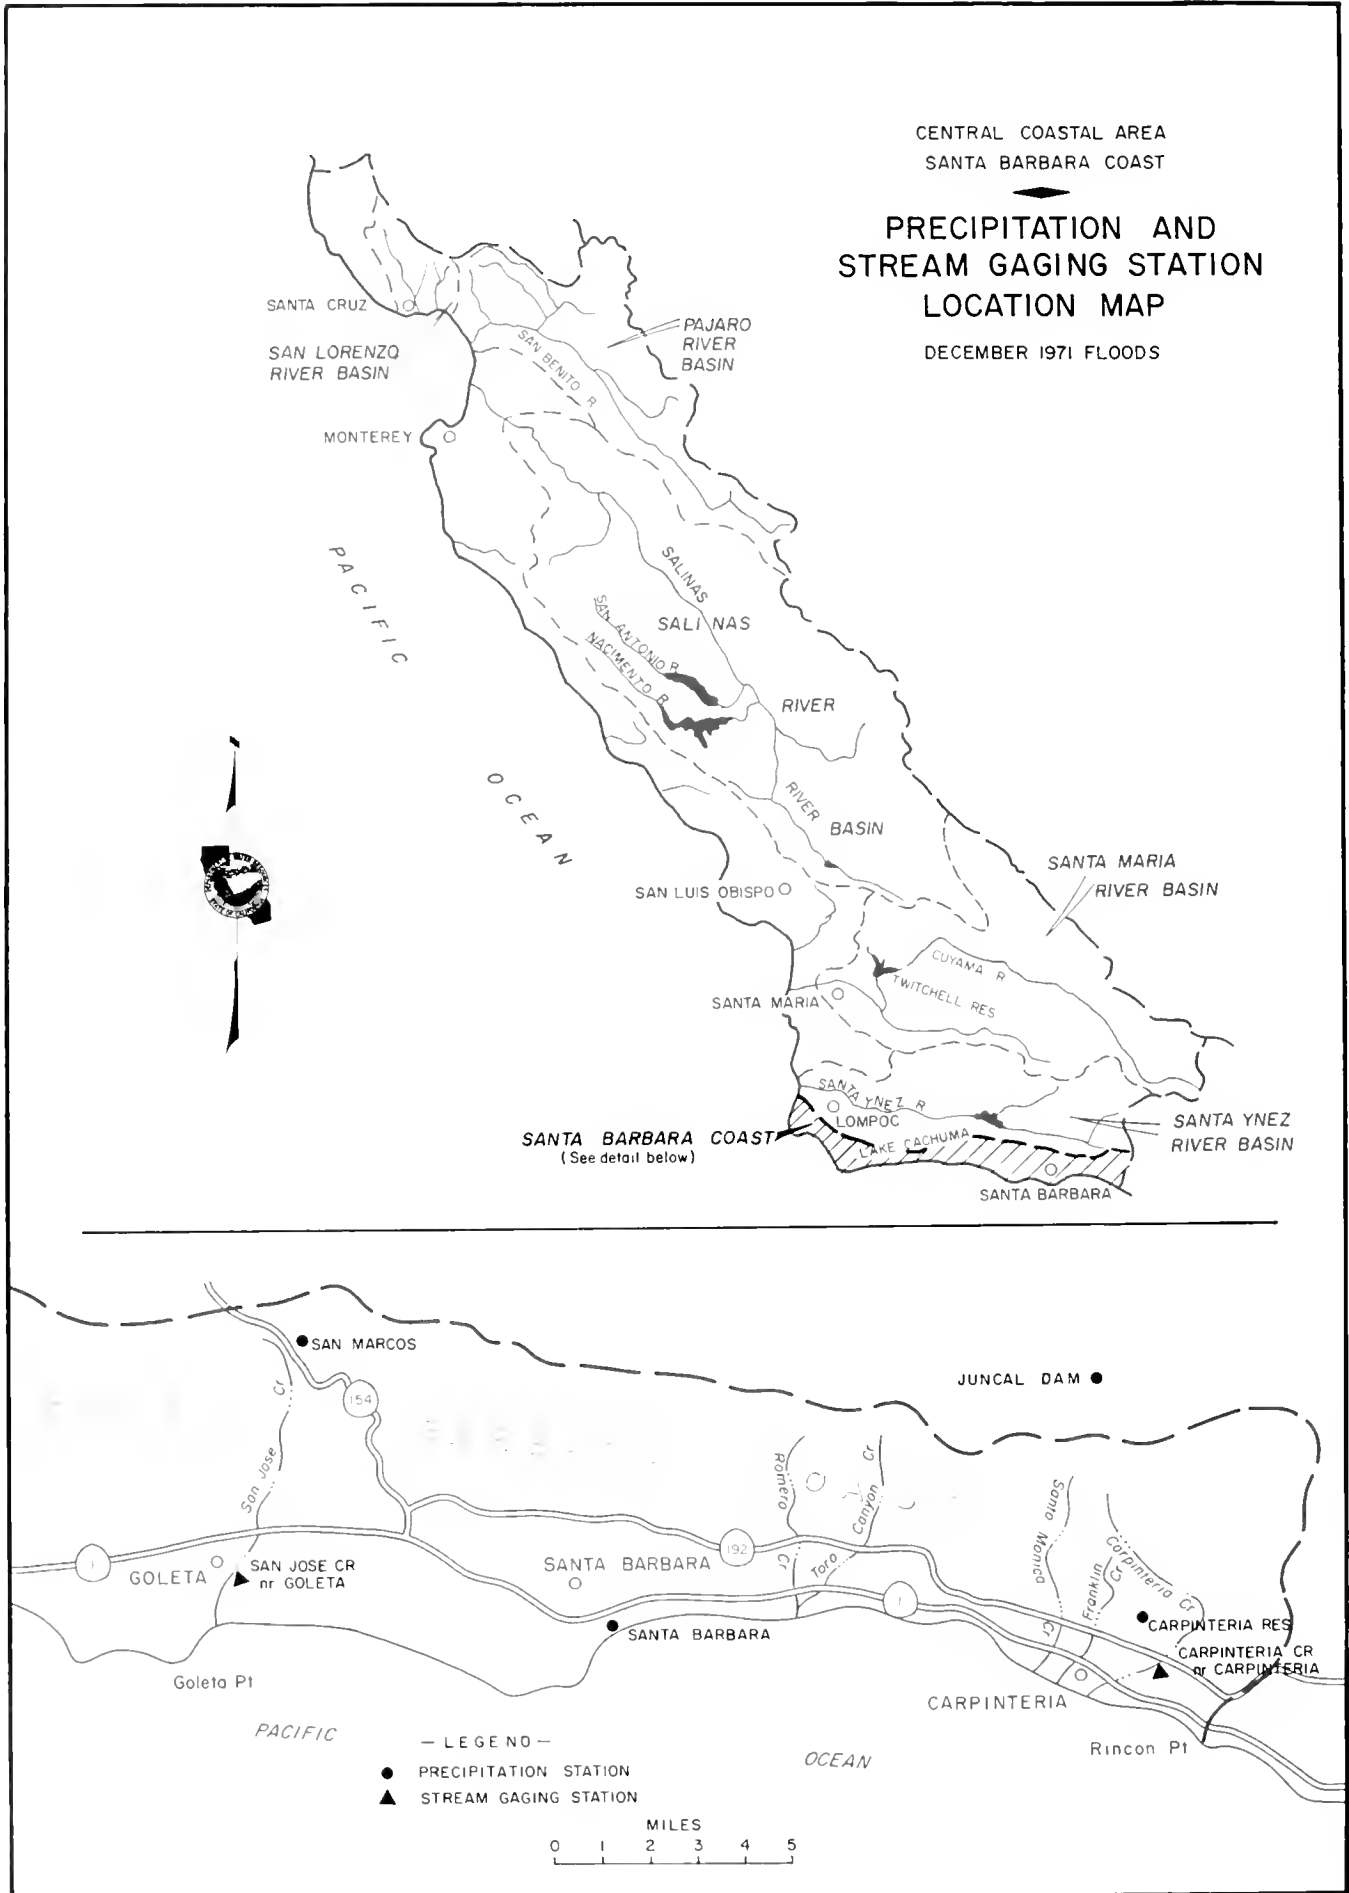 CENTRAL COASTAL AREA
SANTA BARBARA COAST
PRECIPITATION AND
STREAM GAGING STATION
LOCATION MAP
DECEMBER 1971 FLOODS
SANTA CRUZ
SAN LORENZO
RIVER BASIN
PAJARO
RIVER
BASIN
SAN BENITO R
MONTEREY
PACIFIC
OCEAN
SALINAS
RIVER
SALINAS
RIVER
BASIN
SAN ANTONIO R
NACIMENTO R
SAN LUIS OBISPO
SANTA MARIA
RIVER BASIN
CUYAMA R
TWITCHELL RES
SANTA MARIA
SANTA YNEZ R
LOMPOC
SANTA YNEZ
RIVER BASIN
SANTA BARBARA COAST
(See detail below)
LAKE CACHUMA
SANTA BARBARA
SAN MARCOS
154
JUNCAL DAM
San Jose Cr
Romero Cr
Toro Canyon Cr
Santa Monica Cr
Franklin Cr
Carpinteria Cr
192
1
GOLETA
SAN JOSE CR
nr GOLETA
SANTA BARBARA
1
SANTA BARBARA
CARPINTERIA RES
CARPINTERIA CR
nr CARPINTERIA
Goleta Pt
CARPINTERIA
Rincon Pt
PACIFIC
OCEAN
— LEGEND —
PRECIPITATION STATION
STREAM GAGING STATION
MILES
0 1 2 3 4 5